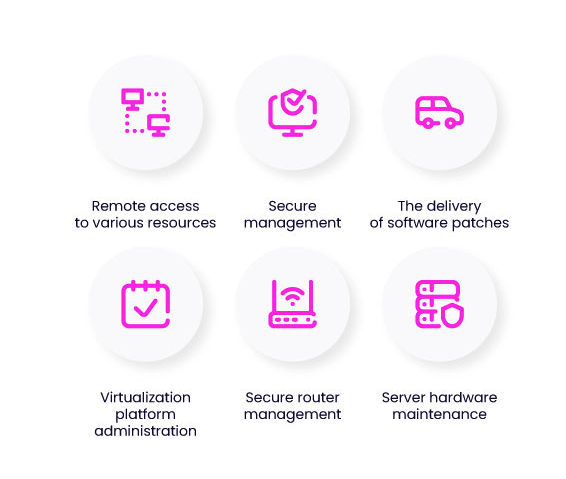 Remote access
to various resources
Secure
management
The delivery
of software patches
Virtualization
platform
administration
Secure router
management
Server hardware
maintenance